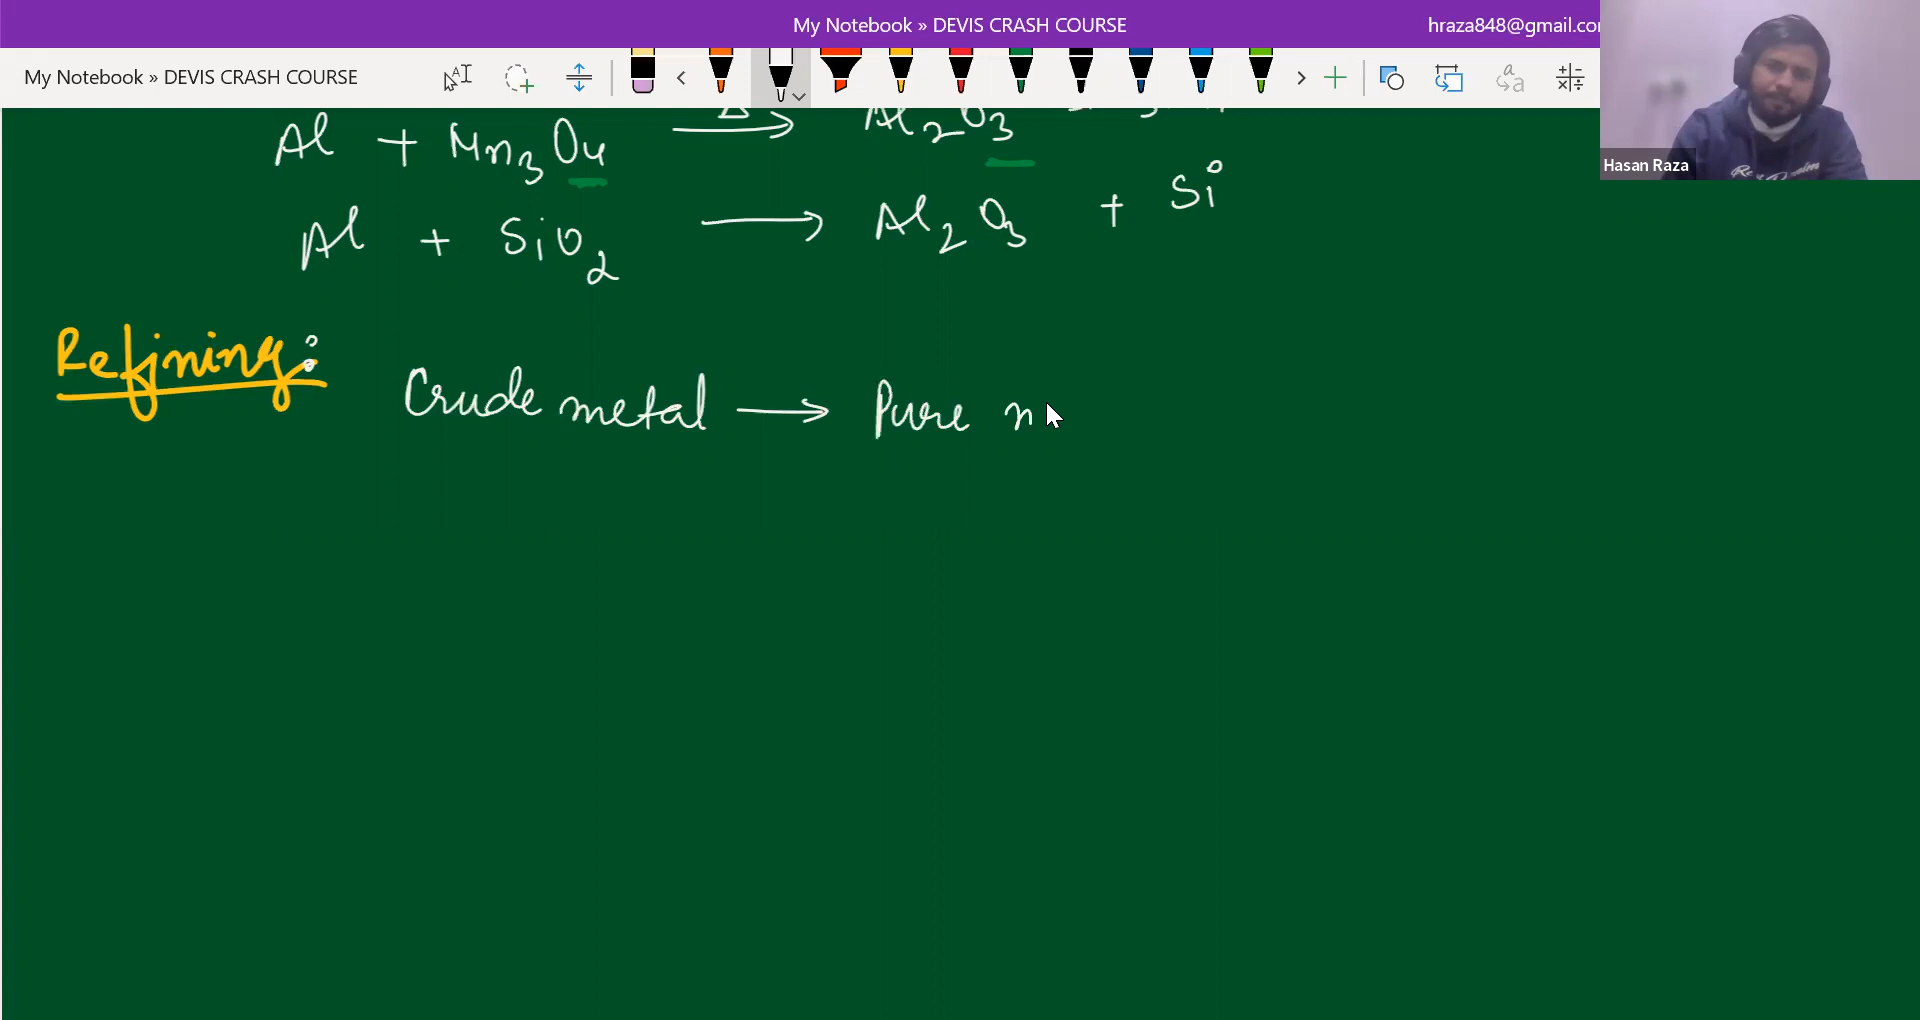 My Notebook » DEVIS CRASH COURSE hraza848@gmail.co
My Notebook » DEVIS CRASH COURSE
Hasan Raza
Al + Mn3O4 Δ → Al2O3
Al + SiO2 → Al2O3 + Si
Refining: Crude metal → Pure